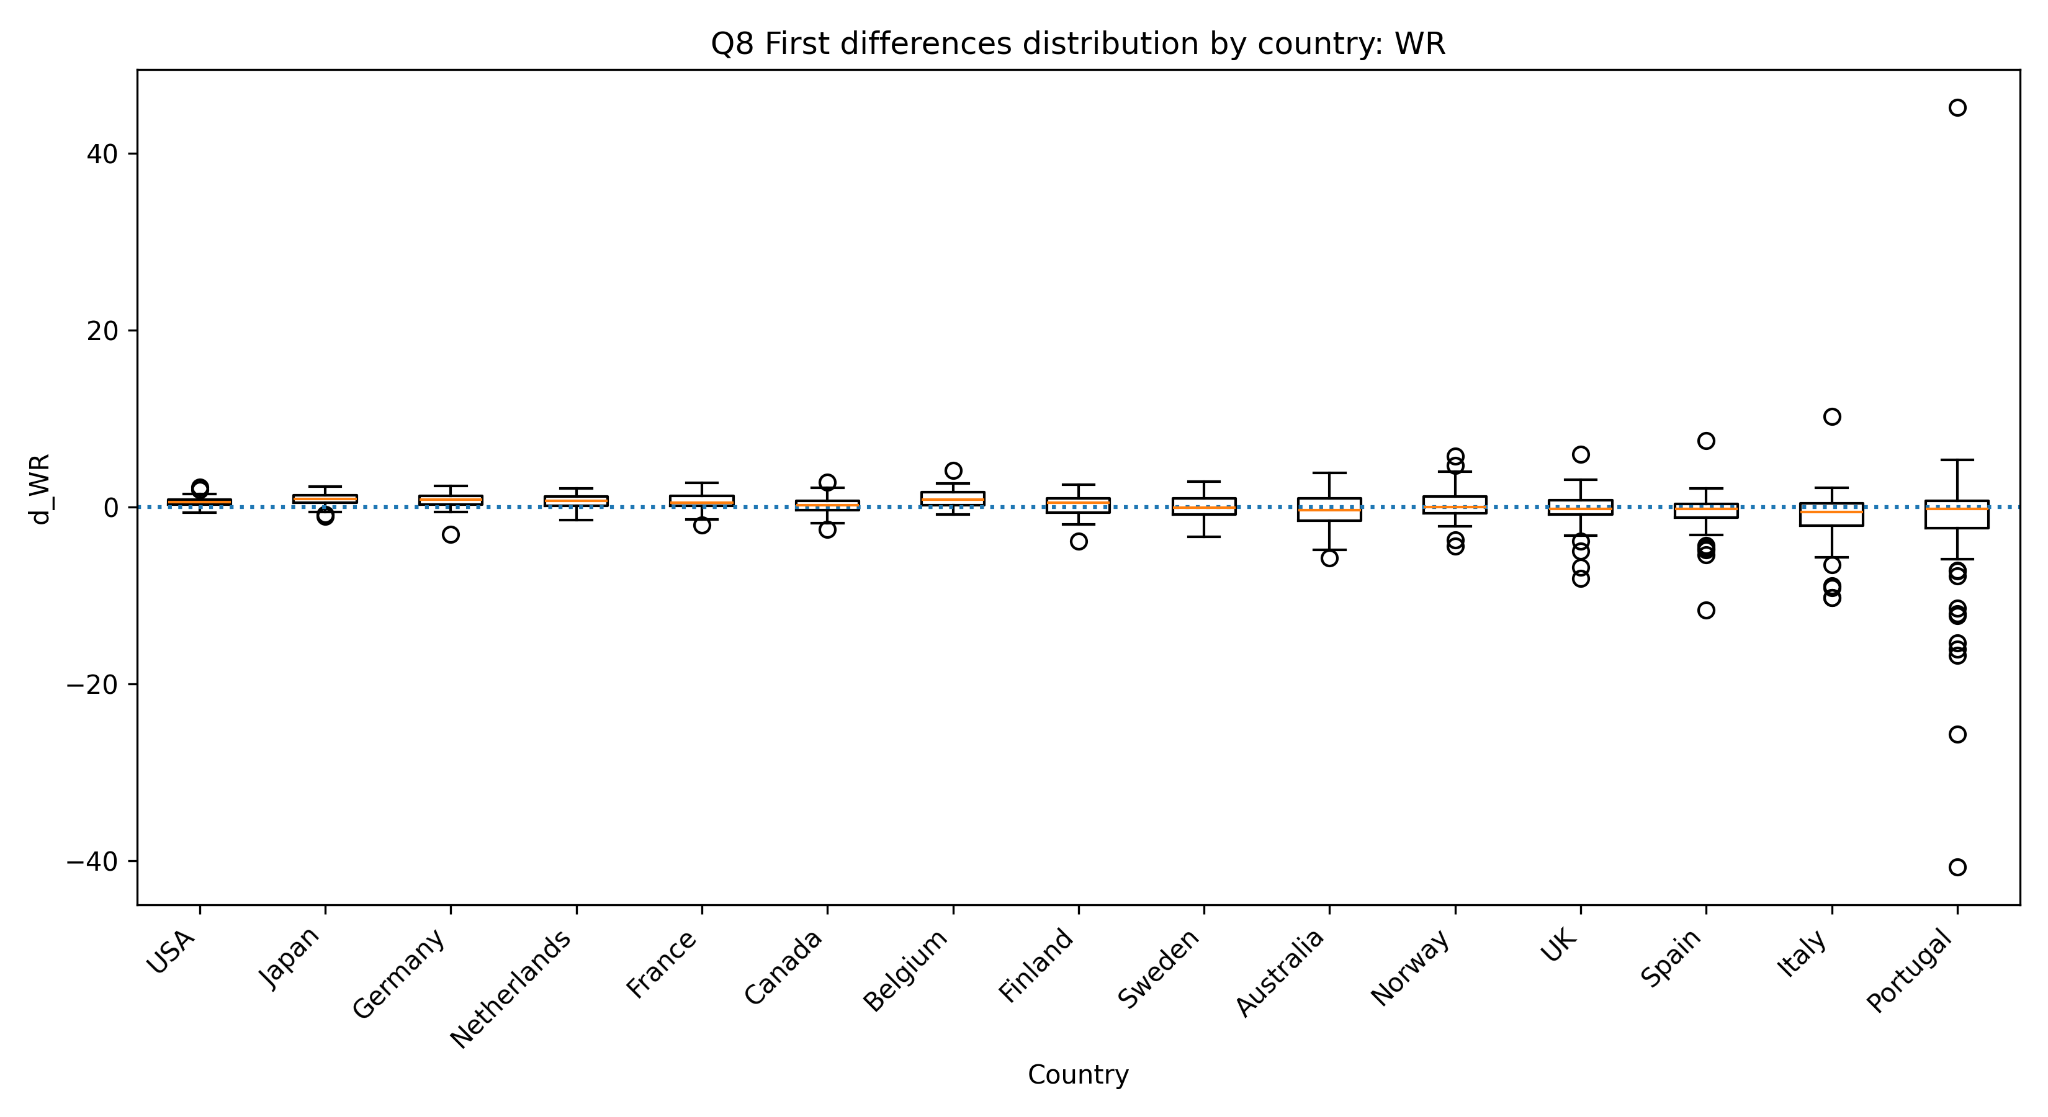 Q8 First differences distribution by country: WR
d_WR
40
20
0
−20
−40
USA
Japan
Germany
Netherlands
France
Canada
Belgium
Finland
Sweden
Australia
Norway
UK
Spain
Italy
Portugal
Country